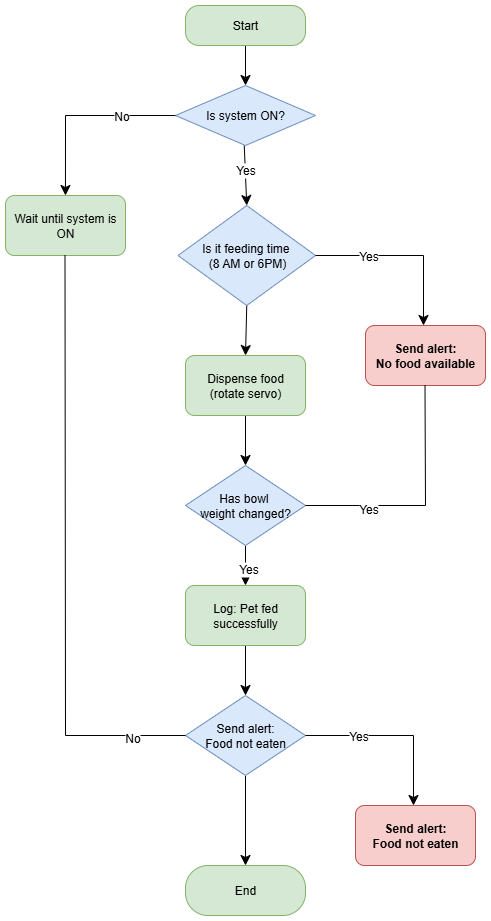 Start
Is system ON?
No
Yes
Wait until system is
ON
Is it feeding time
(8 AM or 6PM)
Yes
Send alert:
No food available
Dispense food
(rotate servo)
Has bowl
weight changed?
Yes
Yes
Log: Pet fed
successfully
Send alert:
Food not eaten
No
Yes
Send alert:
Food not eaten
End